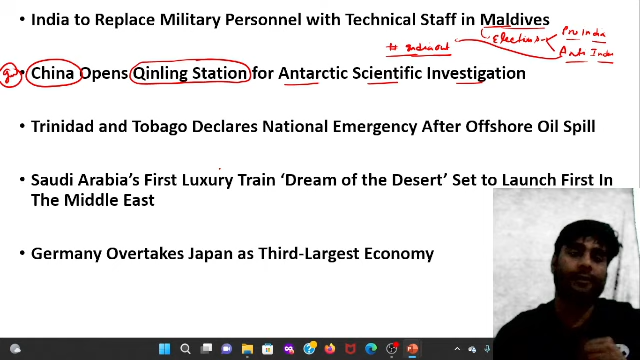 India to Replace Military Personnel with Technical Staff in Maldives
Elections
Pro India
Anti India
# Indiaout
China Opens Qinling Station for Antarctic Scientific Investigation
Trinidad and Tobago Declares National Emergency After Offshore Oil Spill
Saudi Arabia's First Luxury Train ‘Dream of the Desert’ Set to Launch First In
The Middle East
Germany Overtakes Japan as Third-Largest Economy